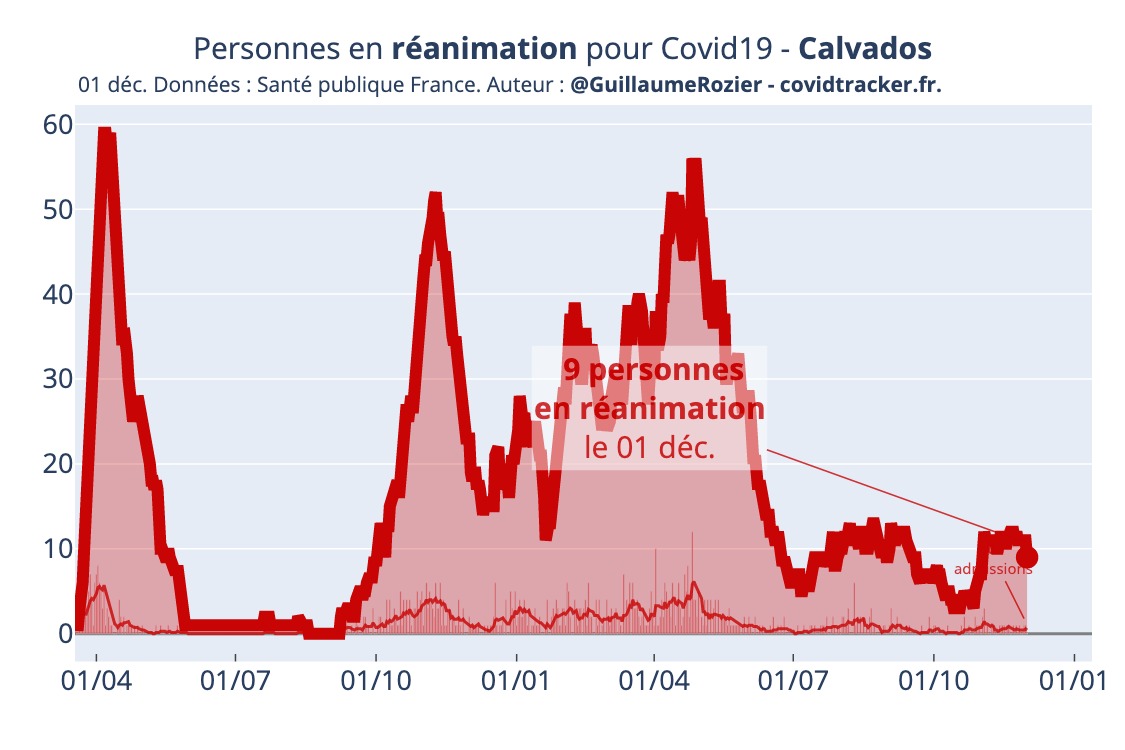 Personnes en réanimation pour Covid19 - Calvados
01 déc. Données : Santé publique France. Auteur : @GuillaumeRozier - covidtracker.fr.
60
50
40
30
20
10
0
9 personnes
en réanimation
le 01 déc.
admissions
01/04 01/07 01/10 01/01 01/04 01/07 01/10 01/01